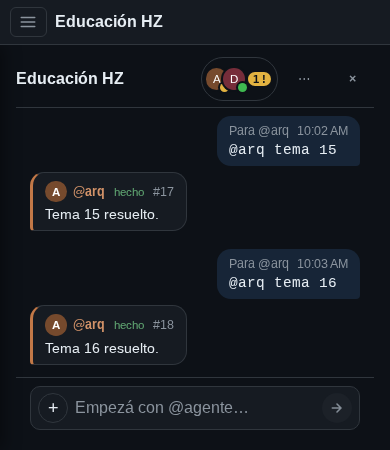 Educación HZ
Educación HZ
A D 1!
...
×
Para @arq 10:02 AM
@arq tema 15
A @arq hecho #17
Tema 15 resuelto.
Para @arq 10:03 AM
@arq tema 16
A @arq hecho #18
Tema 16 resuelto.
+ Empezá con @agente…